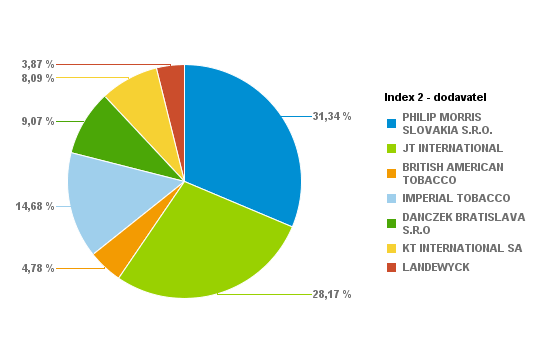 3,87 %
8,09 %
9,07 %
14,68 %
4,78 %
31,34 %
28,17 %
Index 2 - dodavatel
PHILIP MORRIS
SLOVAKIA S.R.O.
JT INTERNATIONAL
BRITISH AMERICAN
TOBACCO
IMPERIAL TOBACCO
DANCZEK BRATISLAVA
S.R.O
KT INTERNATIONAL SA
LANDEWYCK